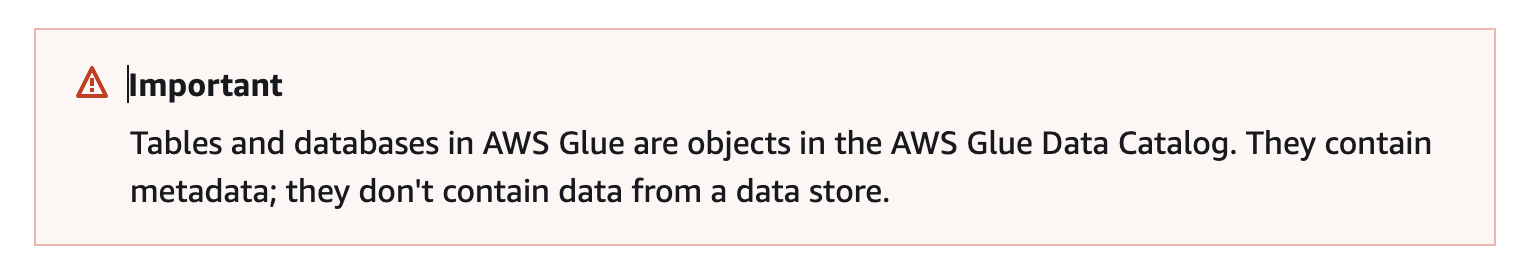 Important
Tables and databases in AWS Glue are objects in the AWS Glue Data Catalog. They contain
metadata; they don't contain data from a data store.